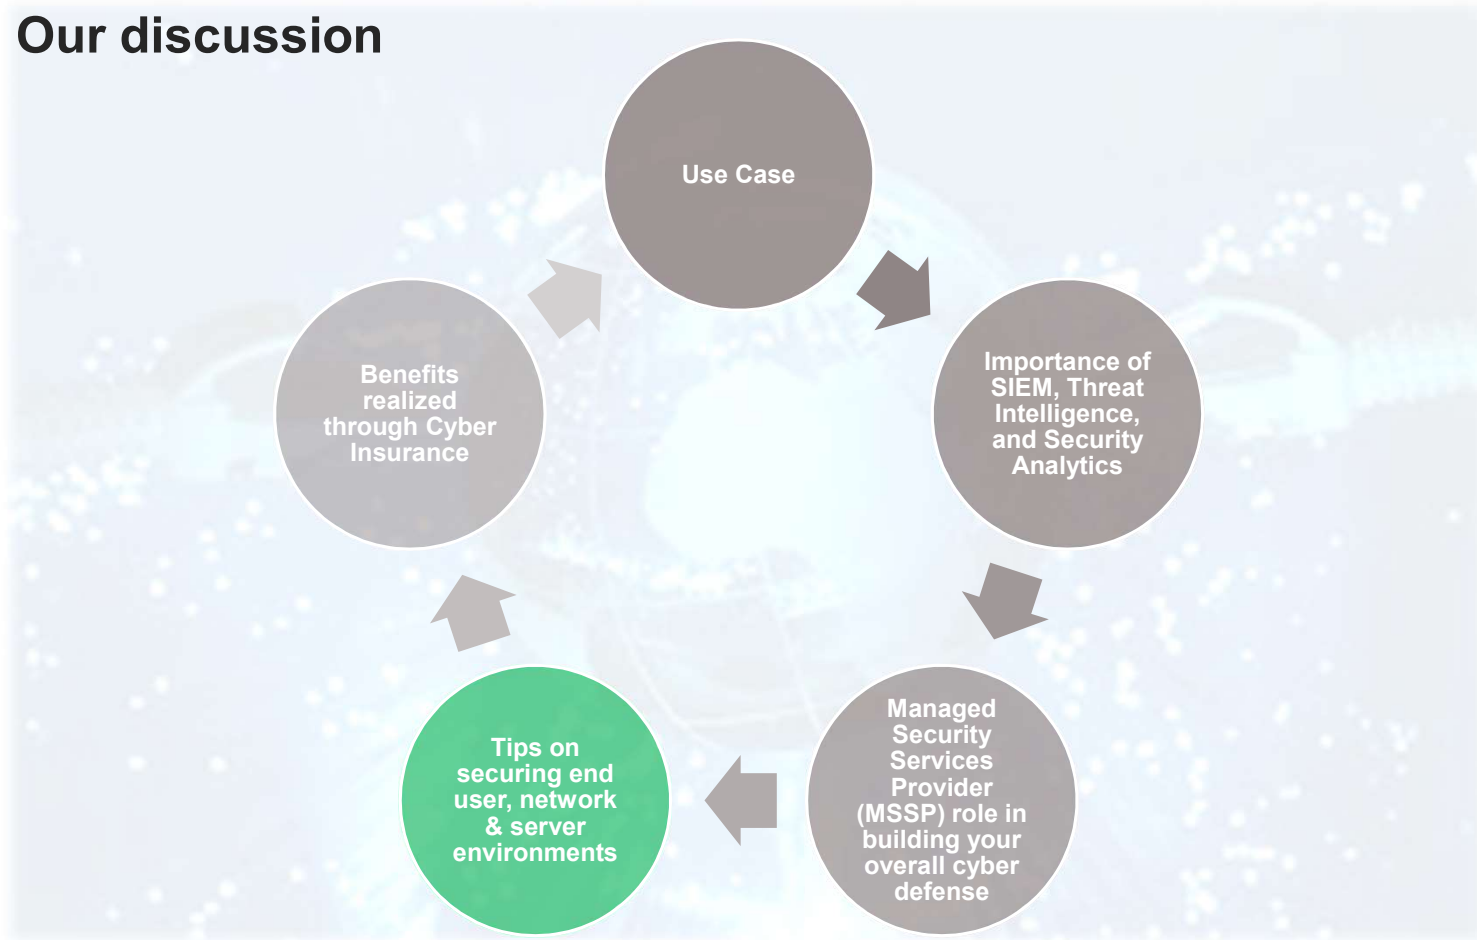 Our discussion
Use Case
Importance of
SIEM, Threat
Intelligence,
and Security
Analytics
Managed
Security
Services
Provider
(MSSP) role in
building your
overall cyber
defense
Tips on
securing end
user, network
& server
environments
Benefits
realized
through Cyber
Insurance